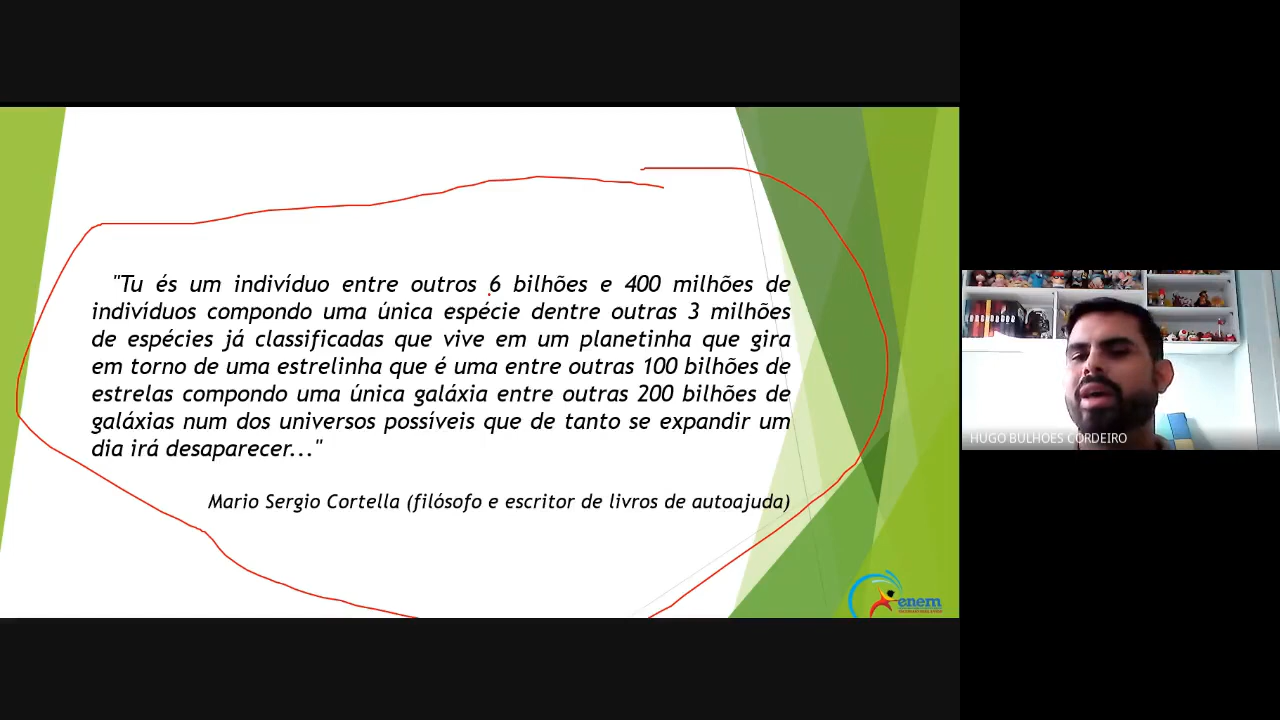 "Tu és um indivíduo entre outros 6 bilhões e 400 milhões de
indivíduos compondo uma única espécie dentre outras 3 milhões
de espécies já classificadas que vive em um planetinha que gira
em torno de uma estrelinha que é uma entre outras 100 bilhões de
estrelas compondo uma única galáxia entre outras 200 bilhões de
galáxias num dos universos possíveis que de tanto se expandir um
dia irá desaparecer..."
Mario Sergio Cortella (filósofo e escritor de livros de autoajuda)
enem
HUGO BULHOES CORDEIRO